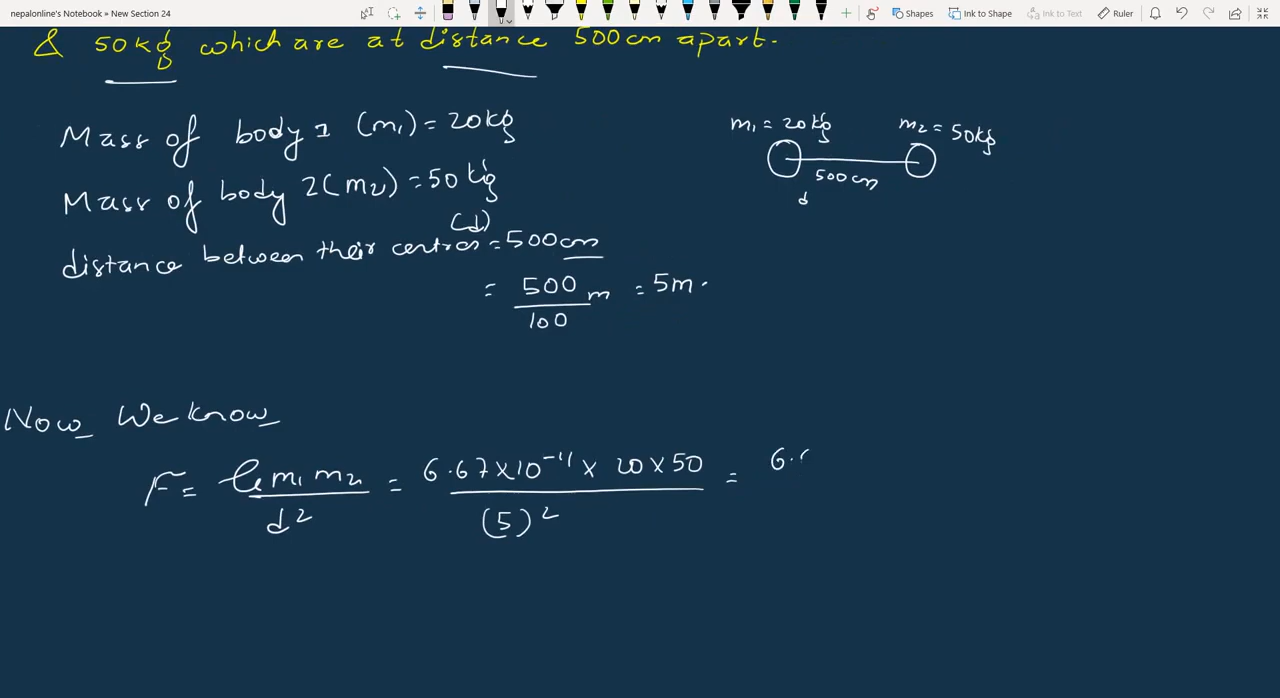 nepalonline's Notebook » New Section 24
Shapes Ink to Shape Ink to Text Ruler
& 50kg which are at distance 500cm apart.
Mass of body 1 (m₁) = 20kg
Mass of body 2(m₂) = 50kg
distance between their centres (d) = 500cm
= 500/100 m = 5m.
m₁ = 20kg m₂ = 50kg
500cm
d
Now We know
F = Gm₁m₂/d² = 6.67×10⁻¹¹ × 20×50/(5)² = 6.